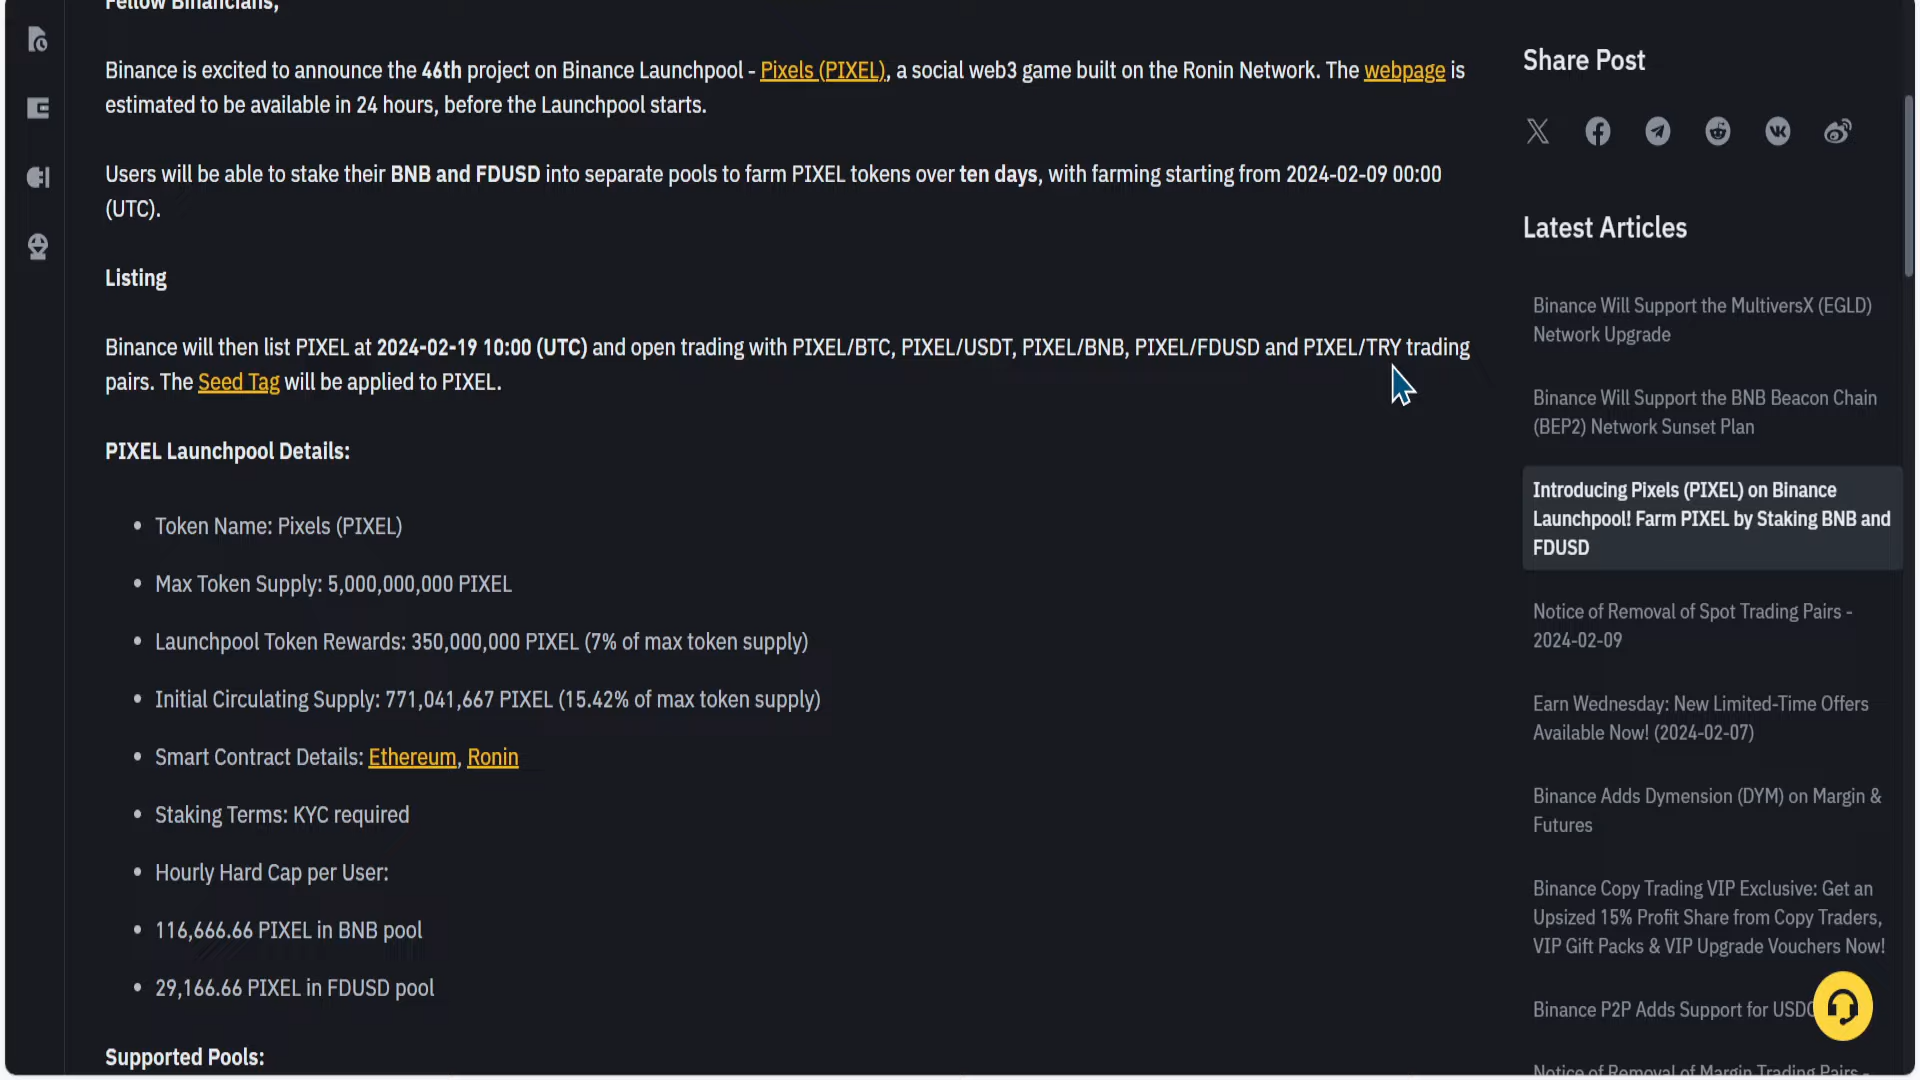 Fellow Binancians,
Binance is excited to announce the 46th project on Binance Launchpool - Pixels (PIXEL), a social web3 game built on the Ronin Network. The webpage is
estimated to be available in 24 hours, before the Launchpool starts.
Users will be able to stake their BNB and FDUSD into separate pools to farm PIXEL tokens over ten days, with farming starting from 2024-02-09 00:00
(UTC).
Listing
Binance will then list PIXEL at 2024-02-19 10:00 (UTC) and open trading with PIXEL/BTC, PIXEL/USDT, PIXEL/BNB, PIXEL/FDUSD and PIXEL/TRY trading
pairs. The Seed Tag will be applied to PIXEL.
PIXEL Launchpool Details:
• Token Name: Pixels (PIXEL)
• Max Token Supply: 5,000,000,000 PIXEL
• Launchpool Token Rewards: 350,000,000 PIXEL (7% of max token supply)
• Initial Circulating Supply: 771,041,667 PIXEL (15.42% of max token supply)
• Smart Contract Details: Ethereum, Ronin
• Staking Terms: KYC required
• Hourly Hard Cap per User:
• 116,666.66 PIXEL in BNB pool
• 29,166.66 PIXEL in FDUSD pool
Supported Pools:
Share Post
Latest Articles
Binance Will Support the MultiversX (EGLD)
Network Upgrade
Binance Will Support the BNB Beacon Chain
(BEP2) Network Sunset Plan
Introducing Pixels (PIXEL) on Binance
Launchpool! Farm PIXEL by Staking BNB and
FDUSD
Notice of Removal of Spot Trading Pairs -
2024-02-09
Earn Wednesday: New Limited-Time Offers
Available Now! (2024-02-07)
Binance Adds Dymension (DYM) on Margin &
Futures
Binance Copy Trading VIP Exclusive: Get an
Upsized 15% Profit Share from Copy Traders,
VIP Gift Packs & VIP Upgrade Vouchers Now!
Binance P2P Adds Support for USDC
Notice of Removal of Margin Trading Pairs -